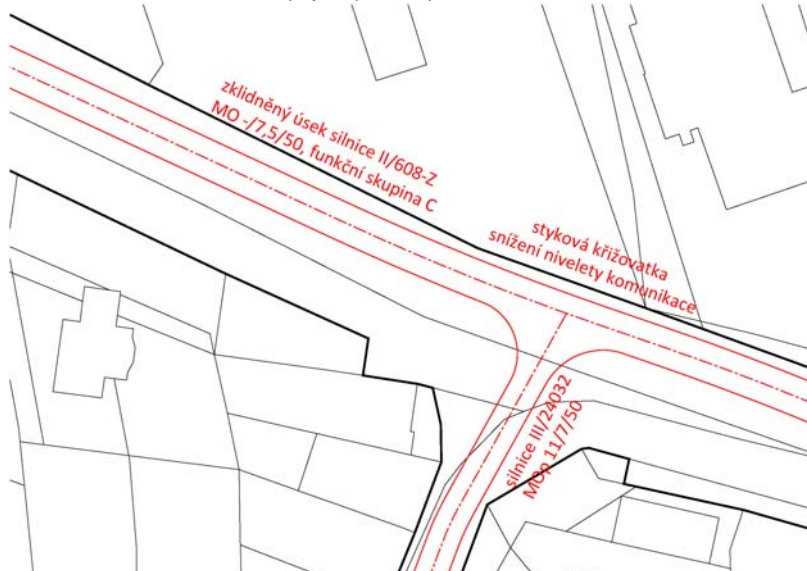 zklidněný úsek silnice II/608-Z
MO -/7,5/50, funkční skupina C
styková křižovatka
snížení nivelety komunikace
silnice III/24032
MOp 11/7/50